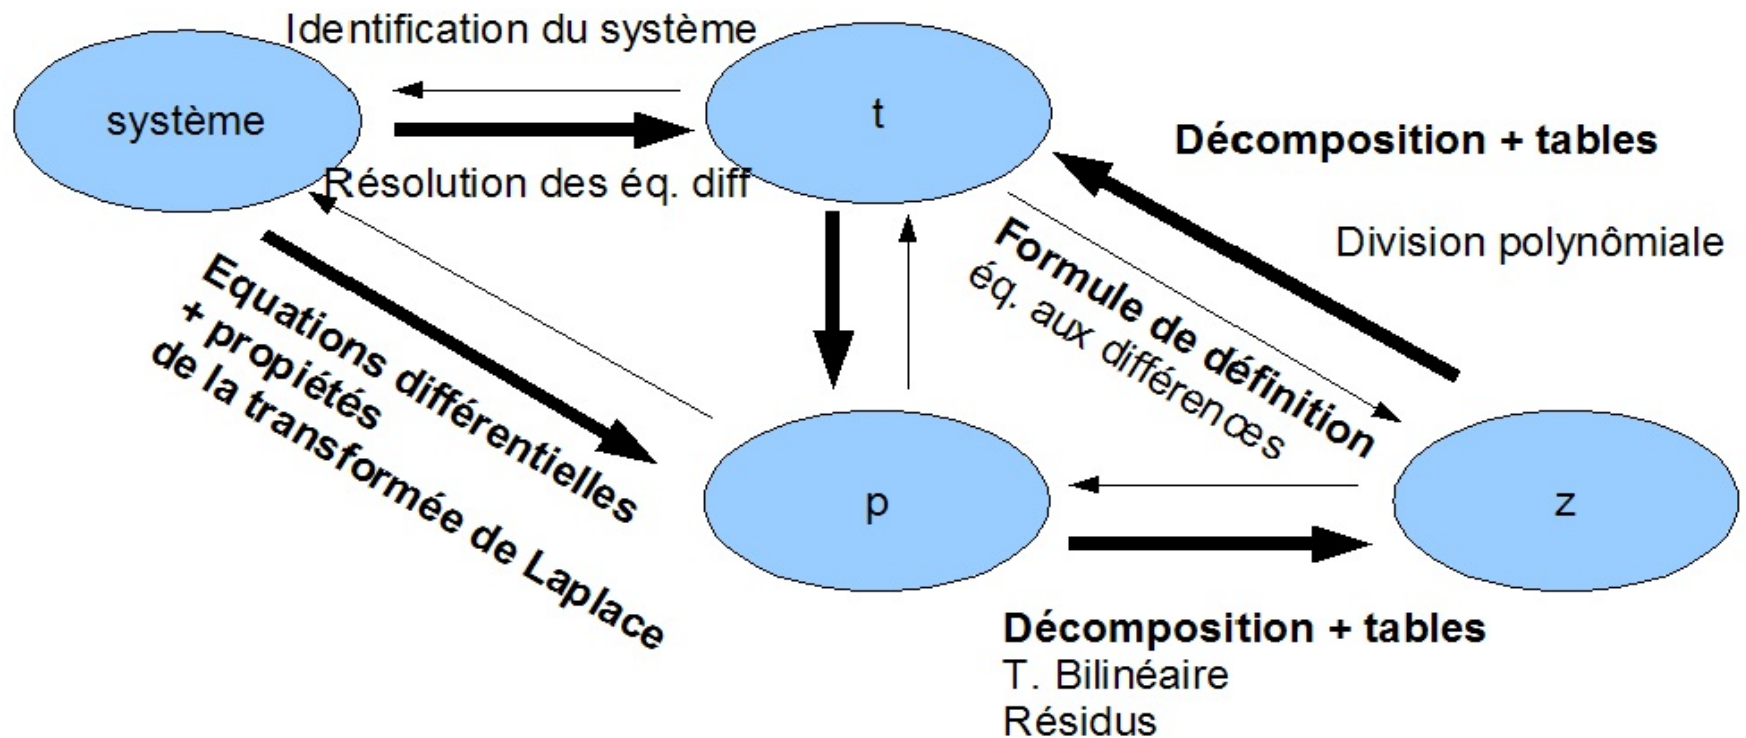 Identification du système
système
t
Résolution des éq. diff
Décomposition + tables
Division polynômiale
Formule de définition
éq. aux différences
Equations différentielles
+ propiétés
de la transformée de Laplace
p
z
Décomposition + tables
T. Bilinéaire
Résidus